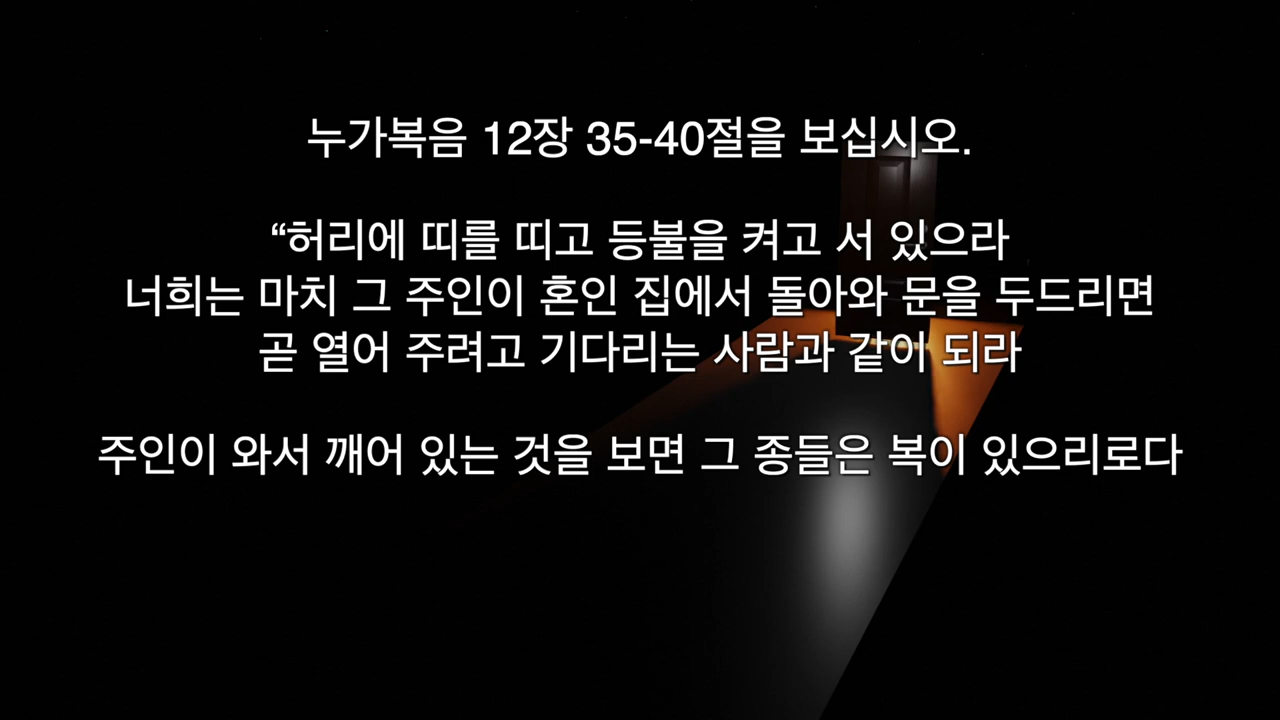 누가복음 12장 35-40절을 보십시오.
“허리에 띠를 띠고 등불을 켜고 서 있으라
너희는 마치 그 주인이 혼인 집에서 돌아와 문을 두드리면
곧 열어 주려고 기다리는 사람과 같이 되라
주인이 와서 깨어 있는 것을 보면 그 종들은 복이 있으리로다